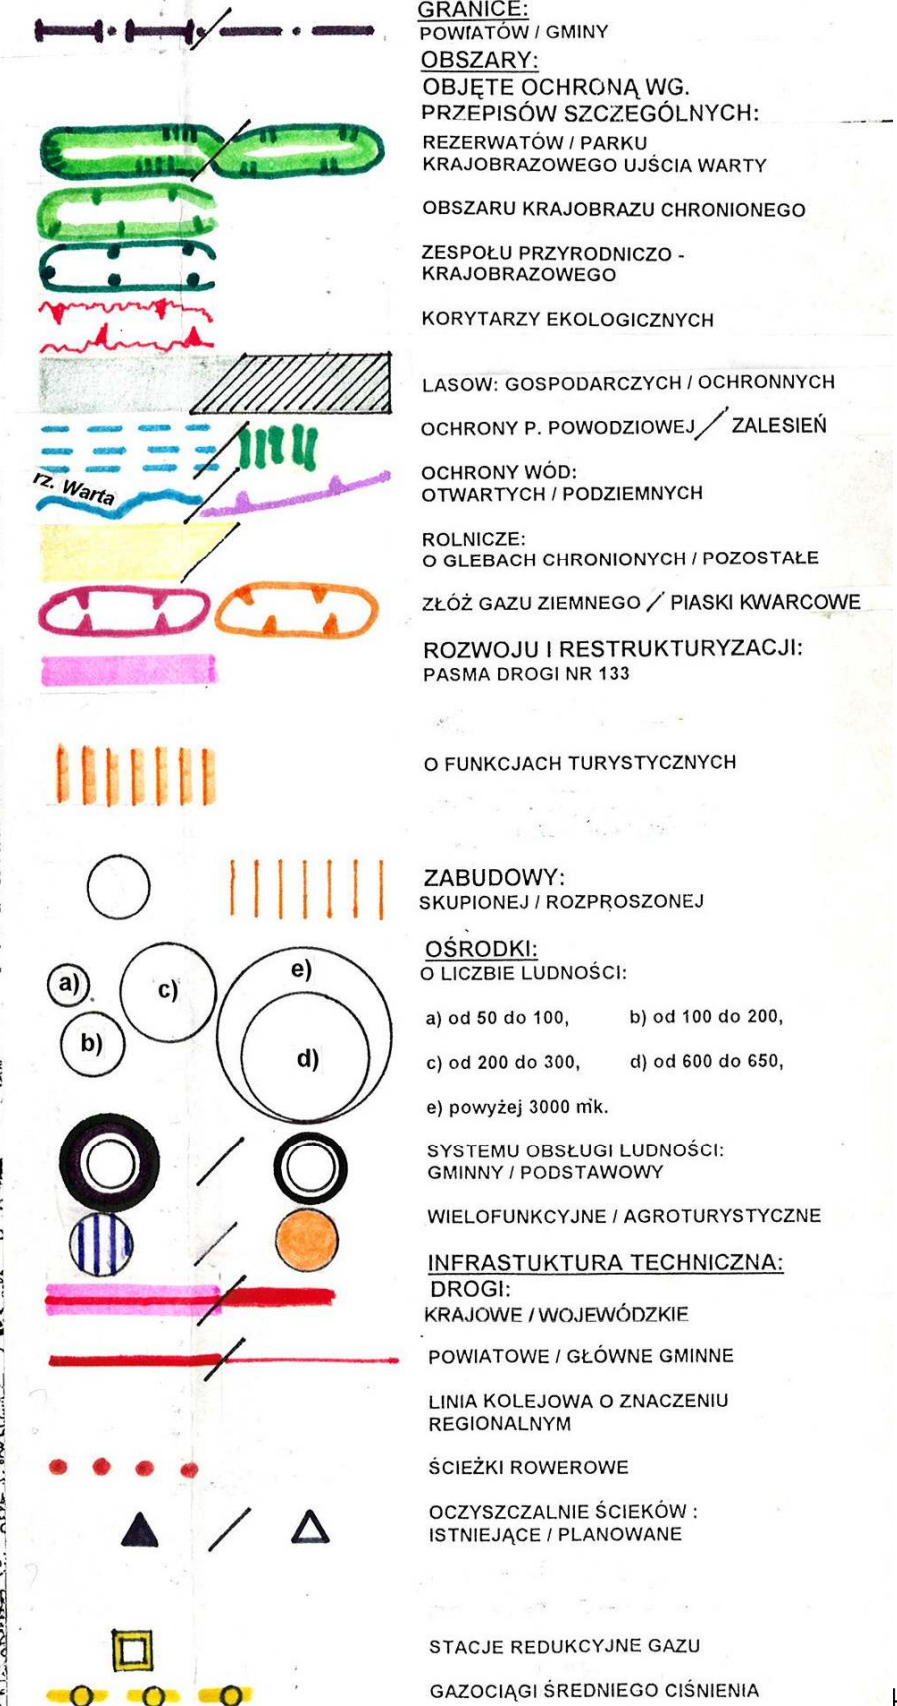 GRANICE:
POWIATÓW / GMINY
OBSZARY:
OBJĘTE OCHRONĄ WG.
PRZEPISÓW SZCZEGÓLNYCH:
REZERWATÓW / PARKU
KRAJOBRAZOWEGO UJŚCIA WARTY
OBSZARU KRAJOBRAZU CHRONIONEGO
ZESPOŁU PRZYRODNICZO -
KRAJOBRAZOWEGO
KORYTARZY EKOLOGICZNYCH
LASOW: GOSPODARCZYCH / OCHRONNYCH
OCHRONY P. POWODZIOWEJ / ZALESIEŃ
rz. Warta
OCHRONY WÓD:
OTWARTYCH / PODZIEMNYCH
ROLNICZE:
O GLEBACH CHRONIONYCH / POZOSTAŁE
ZŁÓŻ GAZU ZIEMNEGO / PIASKI KWARCOWE
ROZWOJU I RESTRUKTURYZACJI:
PASMA DROGI NR 133
O FUNKCJACH TURYSTYCZNYCH
ZABUDOWY:
SKUPIONEJ / ROZPROSZONEJ
OŚRODKI:
O LICZBIE LUDNOŚCI:
a) b) c) d) e)
a) od 50 do 100, b) od 100 do 200,
c) od 200 do 300, d) od 600 do 650,
e) powyżej 3000 mk.
SYSTEMU OBSŁUGI LUDNOŚCI:
GMINNY / PODSTAWOWY
WIELOFUNKCYJNE / AGROTURYSTYCZNE
INFRASTUKTURA TECHNICZNA:
DROGI:
KRAJOWE / WOJEWÓDZKIE
POWIATOWE / GŁÓWNE GMINNE
LINIA KOLEJOWA O ZNACZENIU
REGIONALNYM
ŚCIEŻKI ROWEROWE
OCZYSZCZALNIE ŚCIEKÓW :
ISTNIEJĄCE / PLANOWANE
STACJE REDUKCYJNE GAZU
GAZOCIĄGI ŚREDNIEGO CIŚNIENIA